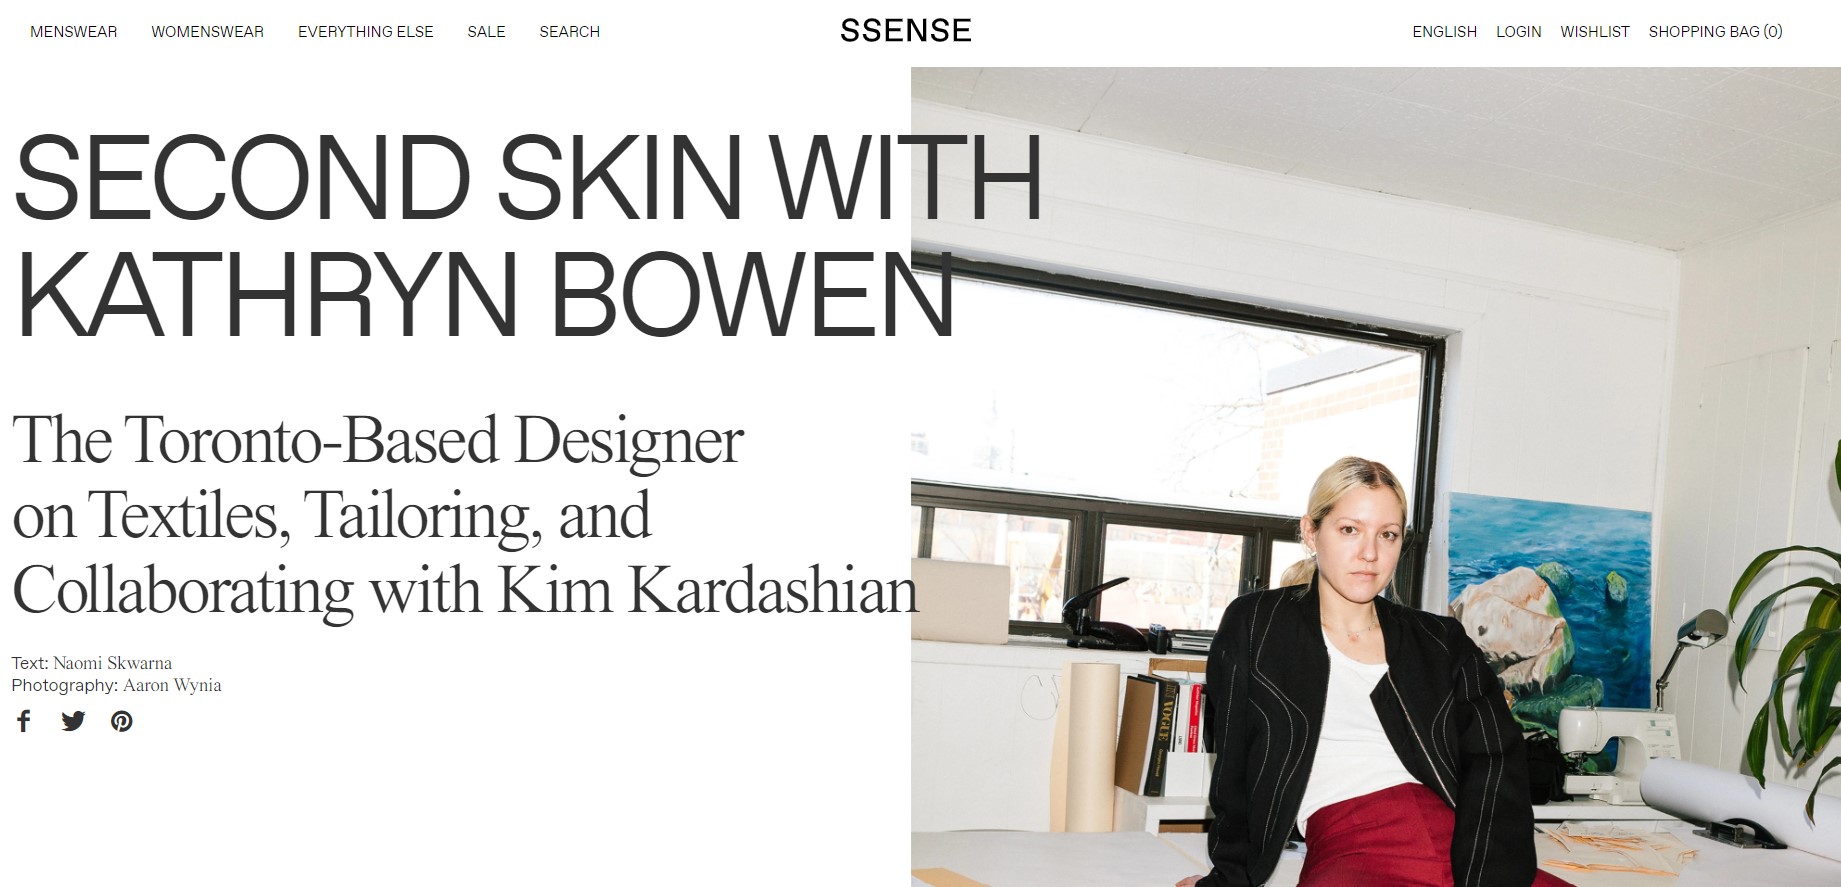 MENSWEAR WOMENSWEAR EVERYTHING ELSE SALE SEARCH SSENSE ENGLISH LOGIN WISHLIST SHOPPING BAG (0)
SECOND SKIN WITH
KATHRYN BOWEN
The Toronto-Based Designer
on Textiles, Tailoring, and
Collaborating with Kim Kardashian
Text: Naomi Skwarna
Photography: Aaron Wynia
VOGUE